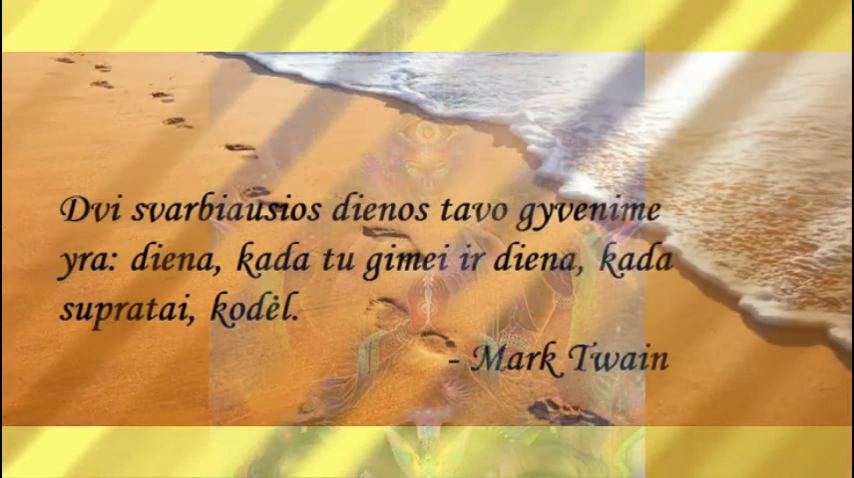 Dvi svarbiausios dienos tavo gyvenime
yra: diena, kada tu gimei ir diena, kada
supratai, kodėl.
- Mark Twain